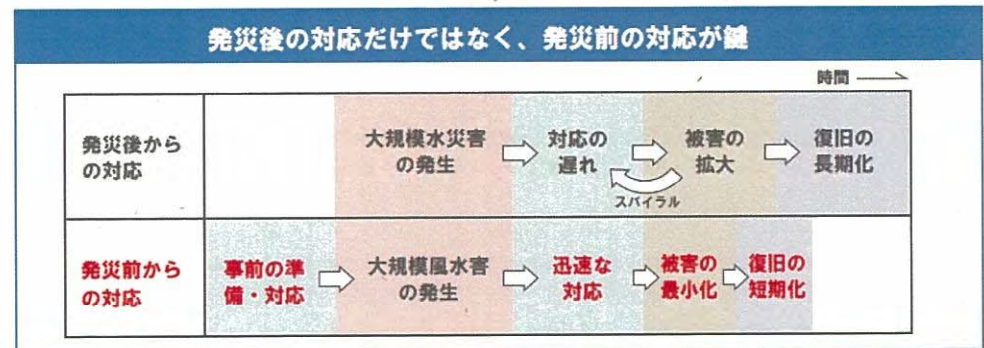 発災後の対応だけではなく、発災前の対応が鍵
時間
発災後から
の対応
大規模水災害
の発生
対応の
遅れ
被害の
拡大
復旧の
長期化
スパイラル
発災前から
の対応
事前の準
備・対応
大規模風水害
の発生
迅速な
対応
被害の
最小化
復旧の
短期化